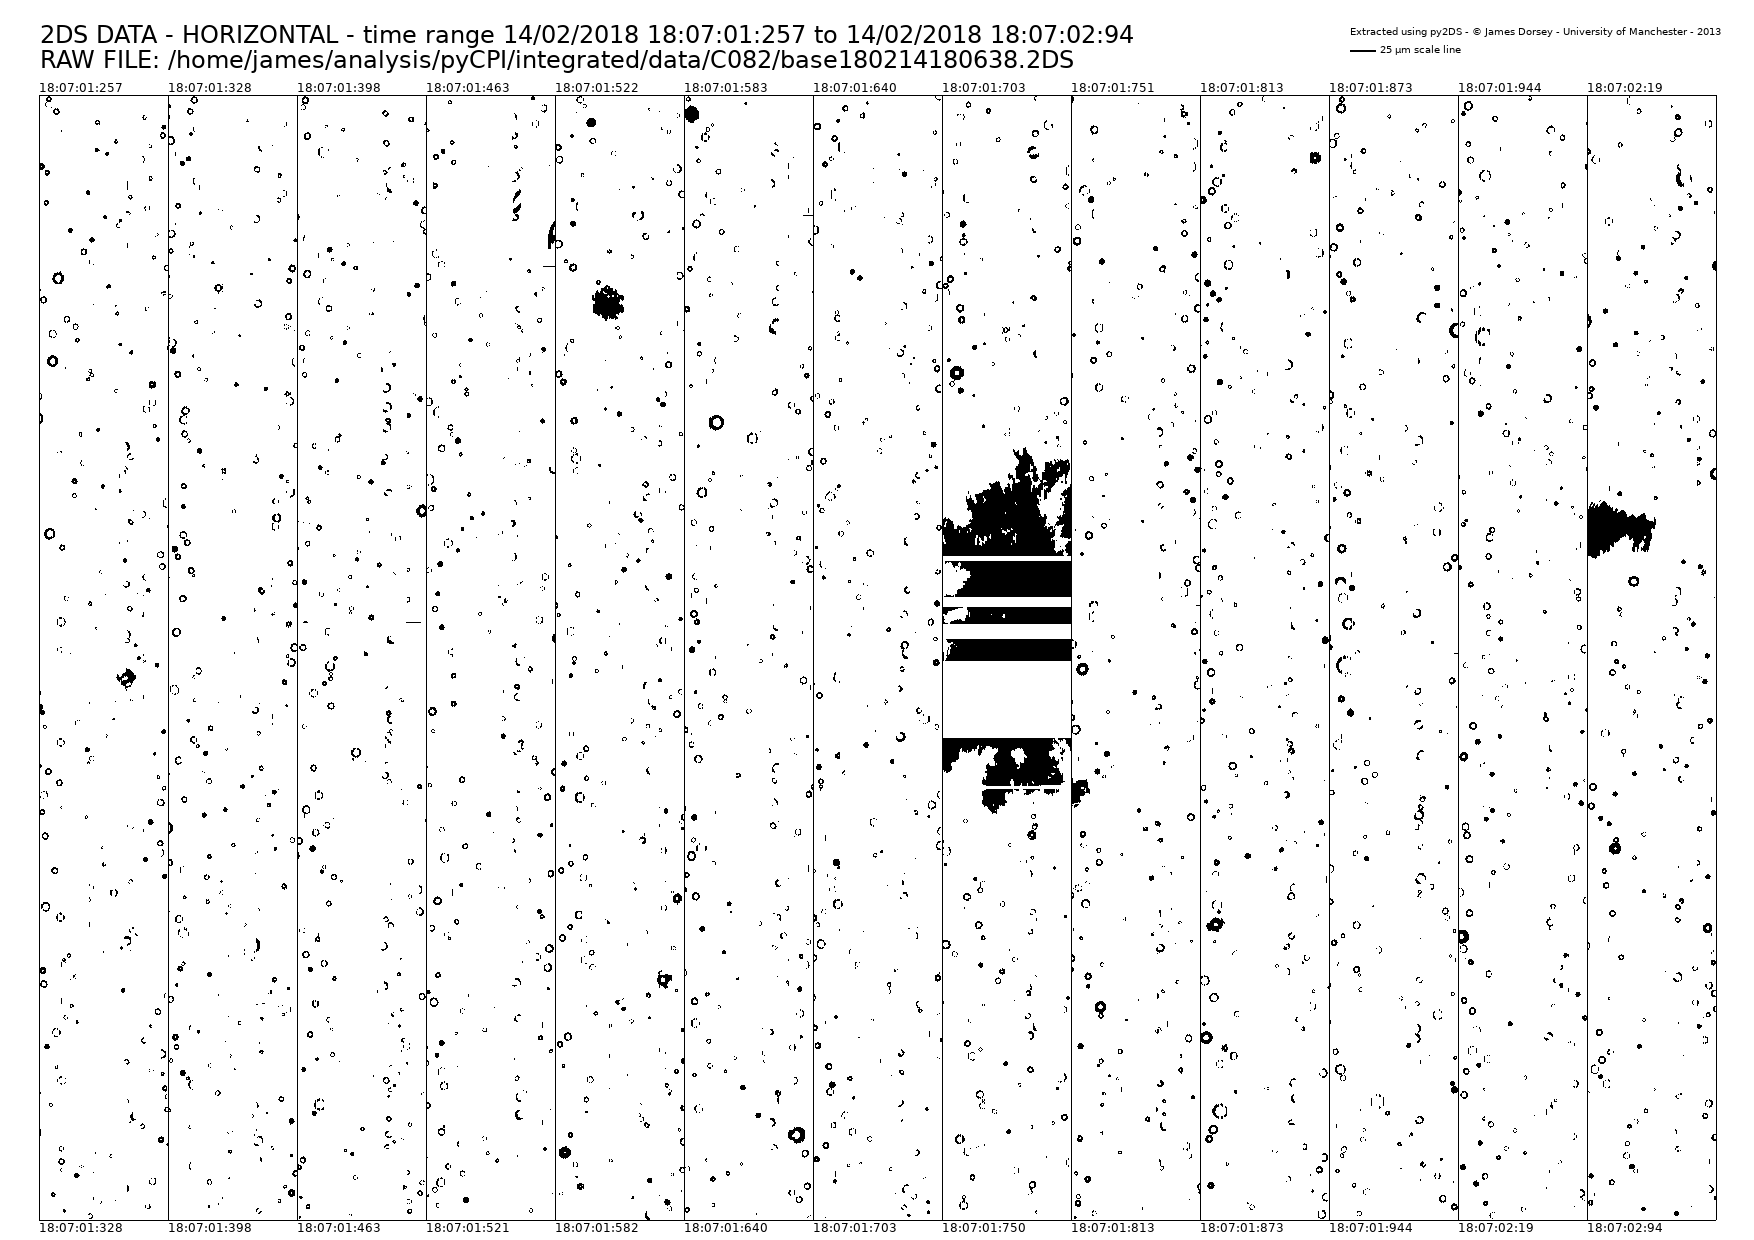 2DS DATA - HORIZONTAL - time range 14/02/2018 18:07:01:257 to 14/02/2018 18:07:02:94
RAW FILE: /home/james/analysis/pyCPI/integrated/data/C082/base180214180638.2DS
Extracted using py2DS - © James Dorsey - University of Manchester - 2013
25 µm scale line
18:07:01:257 18:07:01:328 18:07:01:398 18:07:01:463 18:07:01:522 18:07:01:583 18:07:01:640 18:07:01:703 18:07:01:751 18:07:01:813 18:07:01:873 18:07:01:944 18:07:02:19
18:07:01:328 18:07:01:398 18:07:01:463 18:07:01:521 18:07:01:582 18:07:01:640 18:07:01:703 18:07:01:750 18:07:01:813 18:07:01:873 18:07:01:944 18:07:02:19 18:07:02:94